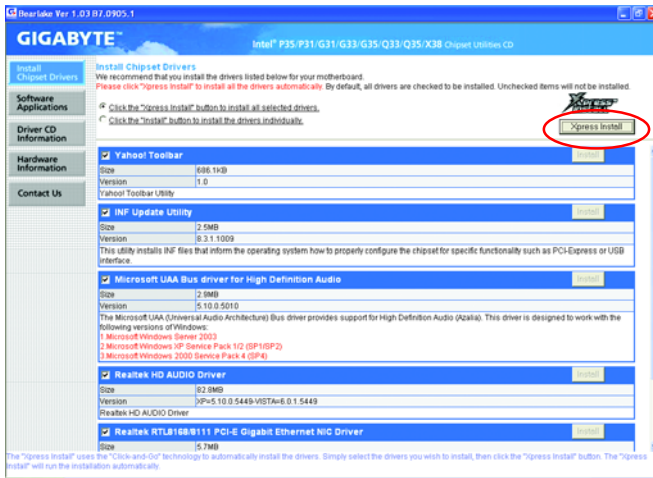 Bearlake Ver 1.03 B7.0905.1
GIGABYTE™
Intel® P35/P31/G31/G33/G35/Q33/Q35/X38 Chipset Utilities CD
Install
Chipset Drivers
Software
Applications
Driver CD
Information
Hardware
Information
Contact Us
Install Chipset Drivers
We recommend that you install the drivers listed below for your motherboard.
Please click "Xpress Install" to install all the drivers automatically. By default, all drivers are checked to be installed. Unchecked items will not be installed.
Click the "Xpress Install" button to install all selected drivers.
Click the "Install" button to install the drivers individually.
Xpress
Xpress Install
Yahoo! Toolbar
Install
Size 686.1KB
Version 1.0
Yahoo! Toolbar Utility
INF Update Utility
Install
Size 2.5MB
Version 8.3.1.1009
This utility installs INF files that inform the operating system how to properly configure the chipset for specific functionality such as PCI-Express or USB
interface.
Microsoft UAA Bus driver for High Definition Audio
Install
Size 2.9MB
Version 5.10.0.5010
The Microsoft UAA (Universal Audio Architecture) Bus driver provides support for High Definition Audio (Azalia). This driver is designed to work with the
following versions of Windows:
1.Microsoft Windows Server 2003
2.Microsoft Windows XP Service Pack 1/2 (SP1/SP2)
3.Microsoft Windows 2000 Service Pack 4 (SP4)
Realtek HD AUDIO Driver
Install
Size 82.8MB
Version XP=5.10.0.5449-VISTA=6.0.1.5449
Realtek HD AUDIO Driver
Realtek RTL8168/8111 PCI-E Gigabit Ethernet NIC Driver
Install
Size 5.7MB
The "Xpress Install" uses the "Click-and-Go" technology to automatically install the drivers. Simply select the drivers you wish to install, then click the "Xpress Install" button. The "Xpress
Install" will run the installation automatically.